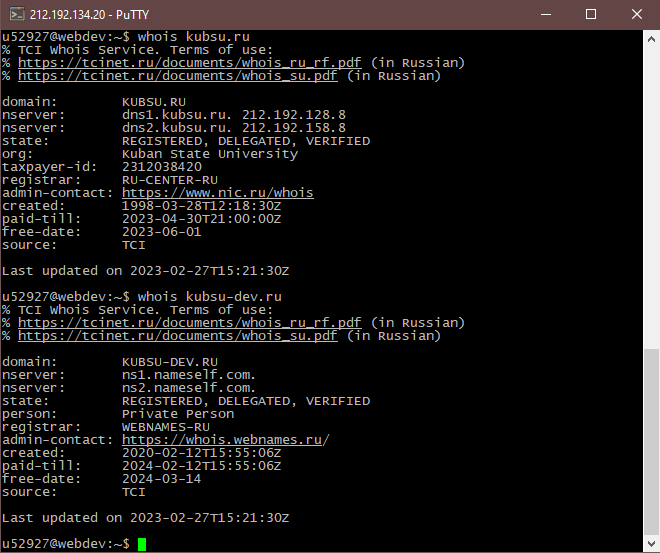 212.192.134.20 - PuTTY
u52927@webdev:~$ whois kubsu.ru
% TCI Whois Service. Terms of use:
% https://tcinet.ru/documents/whois_ru_rf.pdf (in Russian)
% https://tcinet.ru/documents/whois_su.pdf (in Russian)

domain:        KUBSU.RU
nserver:       dns1.kubsu.ru. 212.192.128.8
nserver:       dns2.kubsu.ru. 212.192.158.8
state:         REGISTERED, DELEGATED, VERIFIED
org:           Kuban State University
taxpayer-id:   2312038420
registrar:     RU-CENTER-RU
admin-contact: https://www.nic.ru/whois
created:       1998-03-28T12:18:30Z
paid-till:     2023-04-30T21:00:00Z
free-date:     2023-06-01
source:        TCI

Last updated on 2023-02-27T15:21:30Z

u52927@webdev:~$ whois kubsu-dev.ru
% TCI Whois Service. Terms of use:
% https://tcinet.ru/documents/whois_ru_rf.pdf (in Russian)
% https://tcinet.ru/documents/whois_su.pdf (in Russian)

domain:        KUBSU-DEV.RU
nserver:       ns1.nameself.com.
nserver:       ns2.nameself.com.
state:         REGISTERED, DELEGATED, VERIFIED
person:        Private Person
registrar:     WEBNAMES-RU
admin-contact: https://whois.webnames.ru/
created:       2020-02-12T15:55:06Z
paid-till:     2024-02-12T15:55:06Z
free-date:     2024-03-14
source:        TCI

Last updated on 2023-02-27T15:21:30Z

u52927@webdev:~$